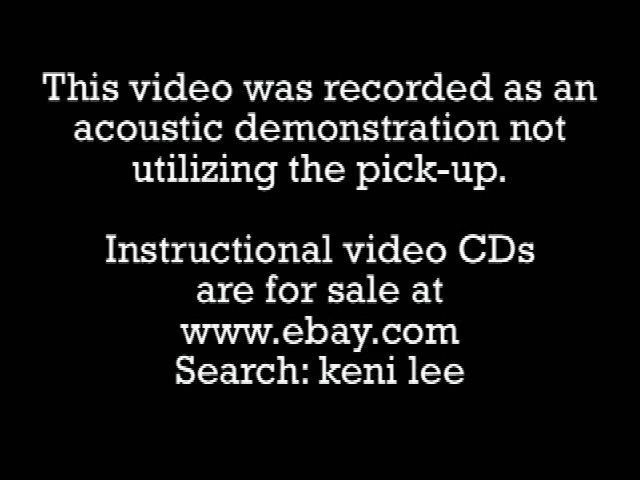 This video was recorded as an
acoustic demonstration not
utilizing the pick-up.
Instructional video CDs
are for sale at
www.ebay.com
Search: keni lee